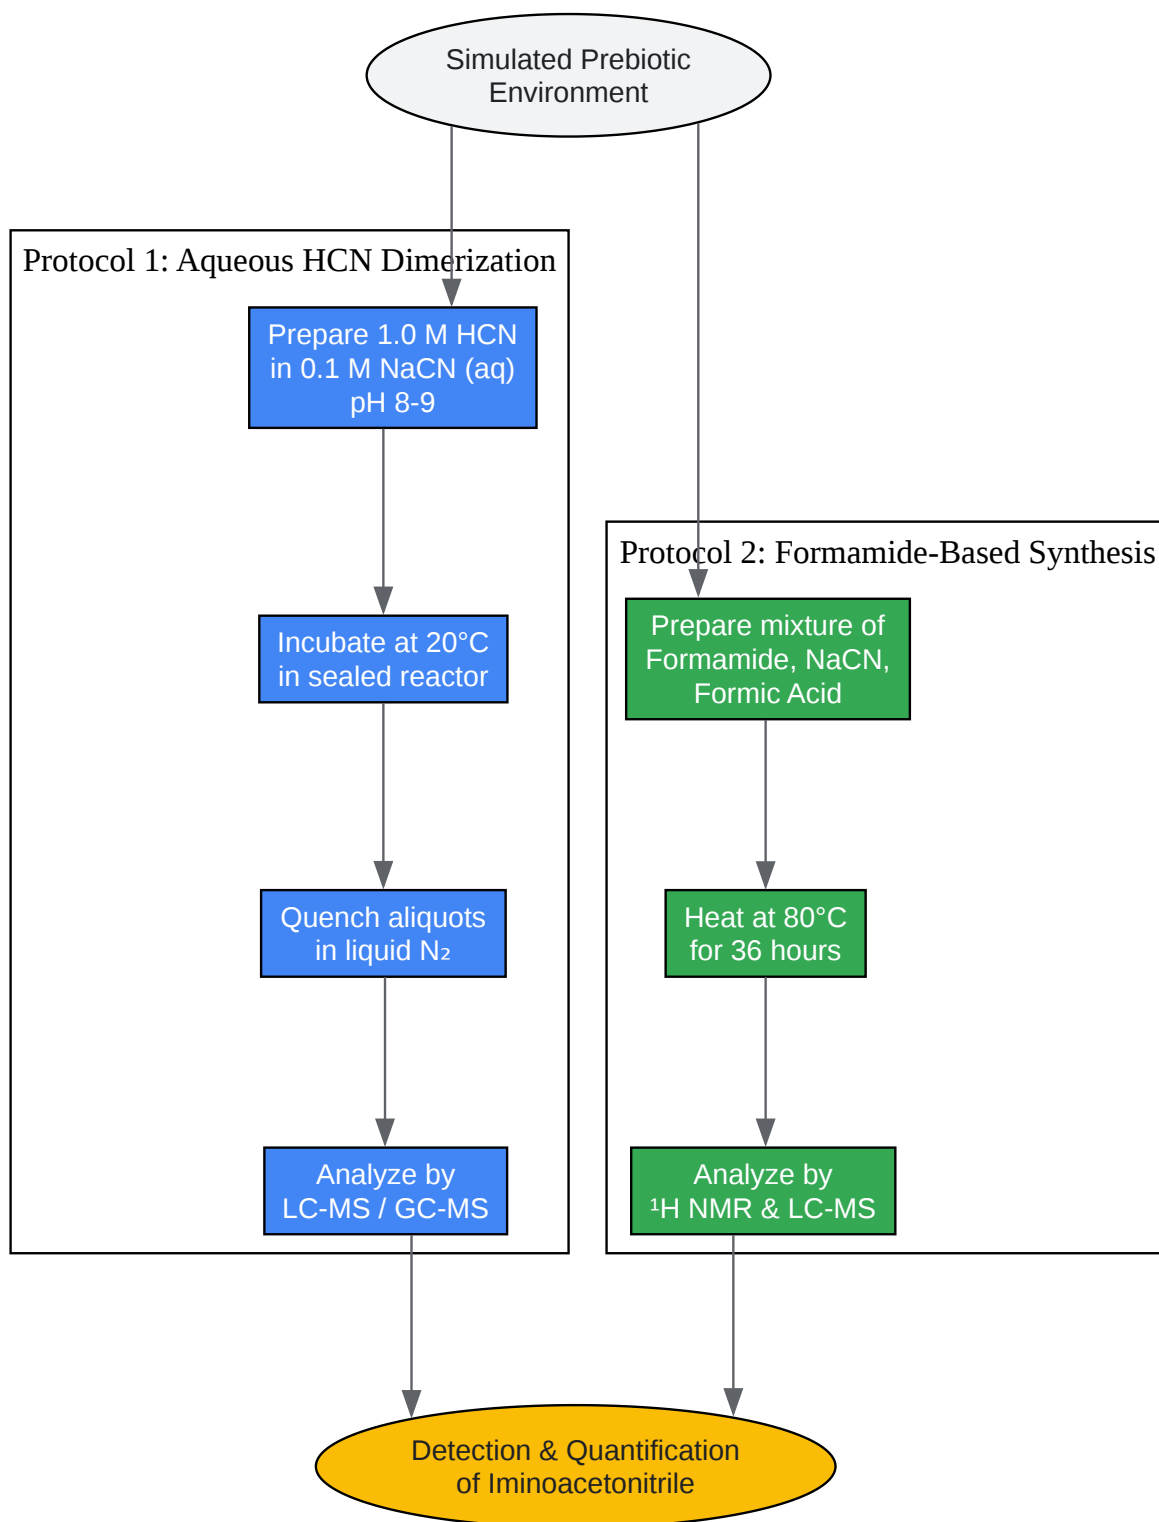 Simulated Prebiotic
Environment
Protocol 1: Aqueous HCN Dimerization
Prepare 1.0 M HCN
in 0.1 M NaCN (aq)
pH 8-9
Incubate at 20°C
in sealed reactor
Quench aliquots
in liquid N₂
Analyze by
LC-MS / GC-MS
Protocol 2: Formamide-Based Synthesis
Prepare mixture of
Formamide, NaCN,
Formic Acid
Heat at 80°C
for 36 hours
Analyze by
¹H NMR & LC-MS
Detection & Quantification
of Iminoacetonitrile